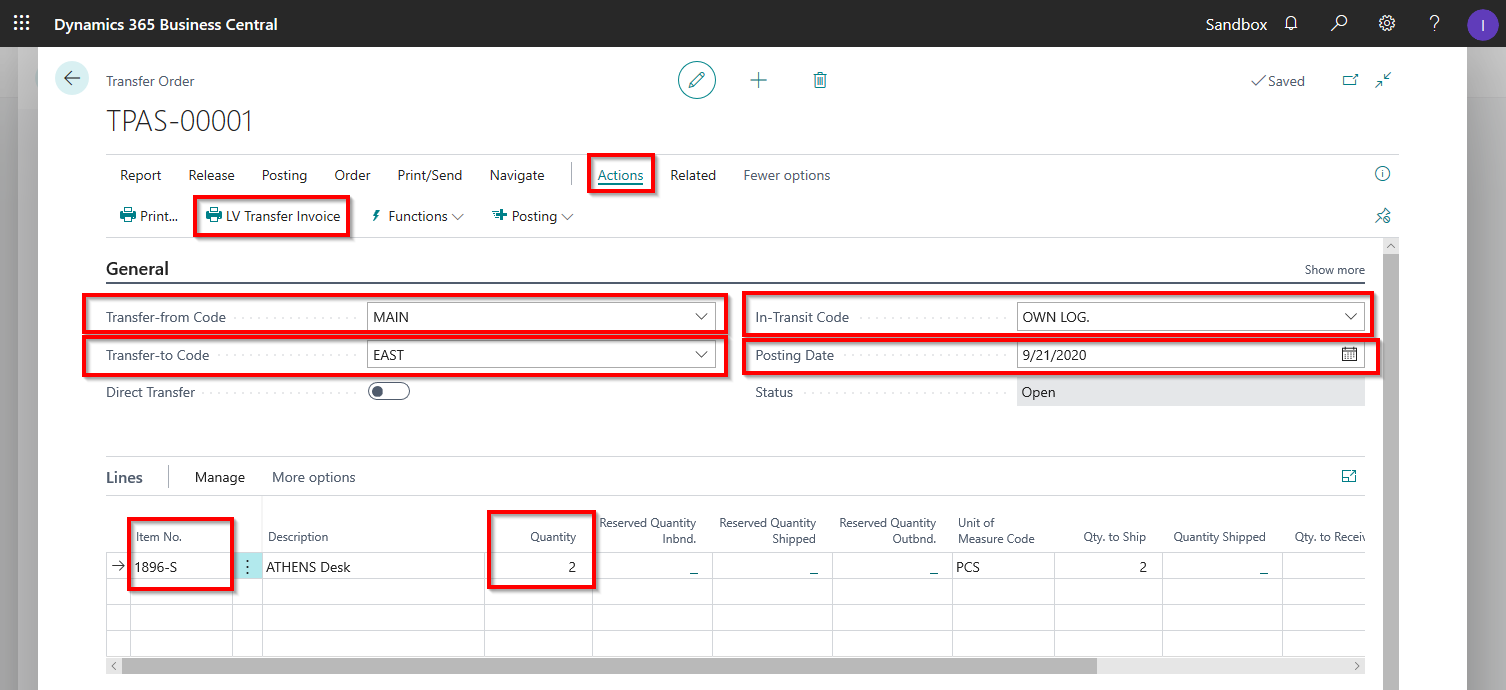 Dynamics 365 Business Central
Sandbox
?
I
Transfer Order
Saved
TPAS-00001
Report Release Posting Order Print/Send Navigate Actions Related Fewer options
Print... LV Transfer Invoice Functions Posting
General
Show more
Transfer-from Code MAIN
In-Transit Code OWN LOG.
Transfer-to Code EAST
Posting Date 9/21/2020
Direct Transfer
Status Open
Lines Manage More options
Item No. Description Quantity Reserved Quantity Inbnd. Reserved Quantity Shipped Reserved Quantity Outbnd. Unit of Measure Code Qty. to Ship Quantity Shipped Qty. to Receiv
1896-S ATHENS Desk 2 _ _ _ PCS 2 _